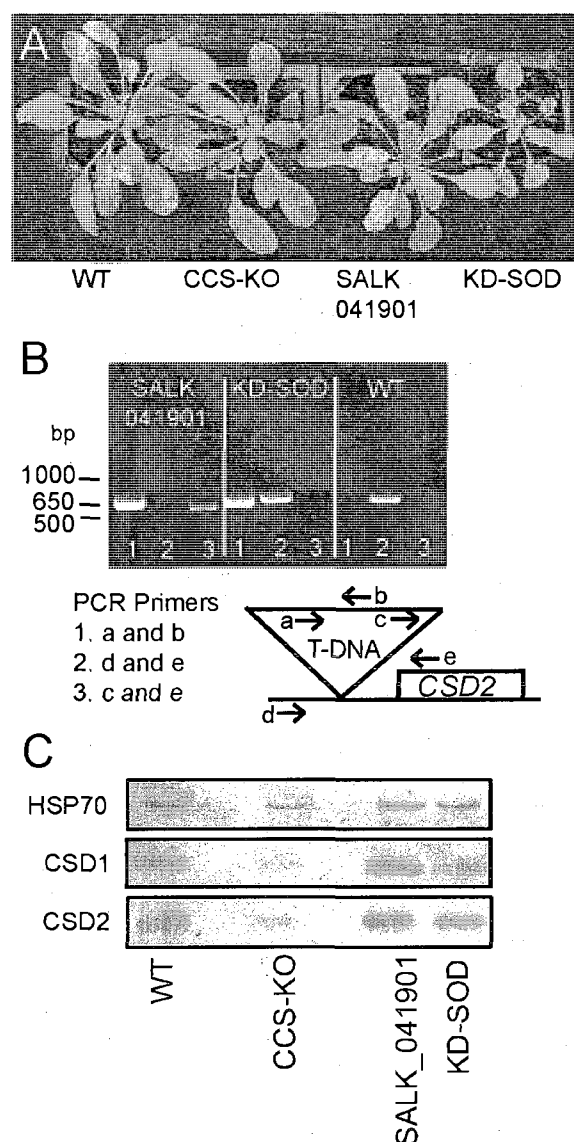 A
WT CCS-KO SALK KD-SOD
041901
B
SALK KD-SOD WT
041901
bp
1000
650
500
1 2 3 1 2 3 1 2 3
PCR Primers
1. a and b
2. d and e
3. c and e
b
a c
T-DNA
e
CSD2
d
C
HSP70
CSD1
CSD2
WT
CCS-KO
SALK_041901
KD-SOD